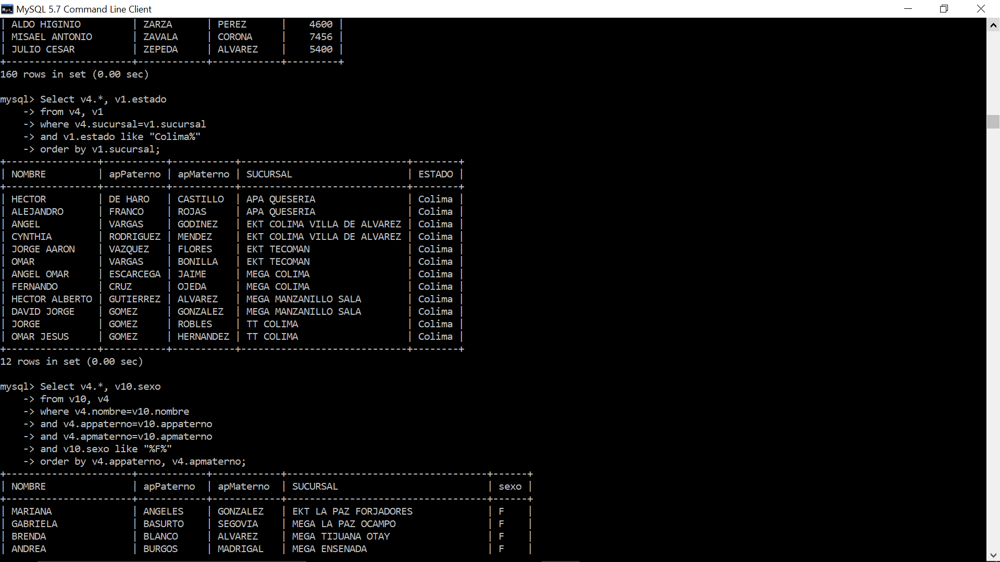 MySQL 5.7 Command Line Client
| ALDO HIGINIO         | ZARZA      | PEREZ      |    4600 |
| MISAEL ANTONIO       | ZAVALA     | CORONA     |    7456 |
| JULIO CESAR          | ZEPEDA     | ALVAREZ    |    5400 |
+----------------------+------------+------------+---------+
160 rows in set (0.00 sec)
mysql> Select v4.*, v1.estado
    -> from v4, v1
    -> where v4.sucursal=v1.sucursal
    -> and v1.estado like "Colima%"
    -> order by v1.sucursal;
+----------------+-----------+-----------+-----------------------------+--------+
| NOMBRE         | apPaterno | apMaterno | SUCURSAL                    | ESTADO |
+----------------+-----------+-----------+-----------------------------+--------+
| HECTOR         | DE HARO   | CASTILLO  | APA QUESERIA                | Colima |
| ALEJANDRO      | FRANCO    | ROJAS     | APA QUESERIA                | Colima |
| ANGEL          | VARGAS    | GODINEZ   | EKT COLIMA VILLA DE ALVAREZ | Colima |
| CYNTHIA        | RODRIGUEZ | MENDEZ    | EKT COLIMA VILLA DE ALVAREZ | Colima |
| JORGE AARON    | VAZQUEZ   | FLORES    | EKT TECOMAN                 | Colima |
| OMAR           | VARGAS    | BONILLA   | EKT TECOMAN                 | Colima |
| ANGEL OMAR     | ESCARCEGA | JAIME     | MEGA COLIMA                 | Colima |
| FERNANDO       | CRUZ      | OJEDA     | MEGA COLIMA                 | Colima |
| HECTOR ALBERTO | GUTIERREZ | ALVAREZ   | MEGA MANZANILLO SALA        | Colima |
| DAVID JORGE    | GOMEZ     | GONZALEZ  | MEGA MANZANILLO SALA        | Colima |
| JORGE          | GOMEZ     | ROBLES    | TT COLIMA                   | Colima |
| OMAR JESUS     | GOMEZ     | HERNANDEZ | TT COLIMA                   | Colima |
+----------------+-----------+-----------+-----------------------------+--------+
12 rows in set (0.00 sec)
mysql> Select v4.*, v10.sexo
    -> from v10, v4
    -> where v4.nombre=v10.nombre
    -> and v4.appaterno=v10.appaterno
    -> and v4.apmaterno=v10.apmaterno
    -> and v10.sexo like "%F%"
    -> order by v4.appaterno, v4.apmaterno;
+----------------------+------------+------------+-----------------------------------+------+
| NOMBRE               | apPaterno  | apMaterno  | SUCURSAL                          | sexo |
+----------------------+------------+------------+-----------------------------------+------+
| MARIANA              | ANGELES    | GONZALEZ   | EKT LA PAZ FORJADORES             | F    |
| GABRIELA             | BASURTO    | SEGOVIA    | MEGA LA PAZ OCAMPO                | F    |
| BRENDA               | BLANCO     | ALVAREZ    | MEGA TIJUANA OTAY                 | F    |
| ANDREA               | BURGOS     | MADRIGAL   | MEGA ENSENADA                     | F    |